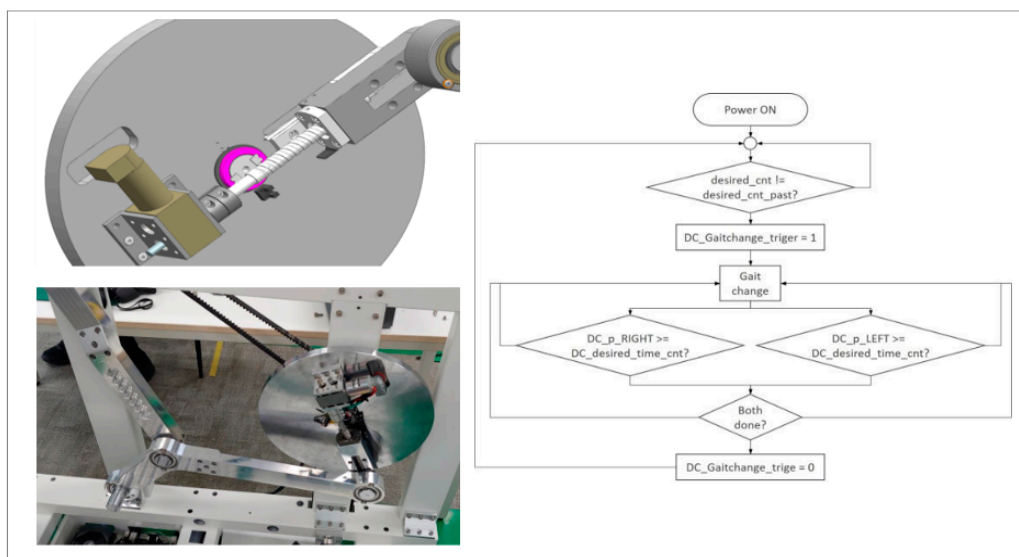 Power ON
desired_cnt !=
desired_cnt_past?
DC_Gaitchange_triger = 1
Gait
change
DC_p_RIGHT >=
DC_desired_time_cnt?
DC_p_LEFT >=
DC_desired_time_cnt?
Both
done?
DC_Gaitchange_trige = 0